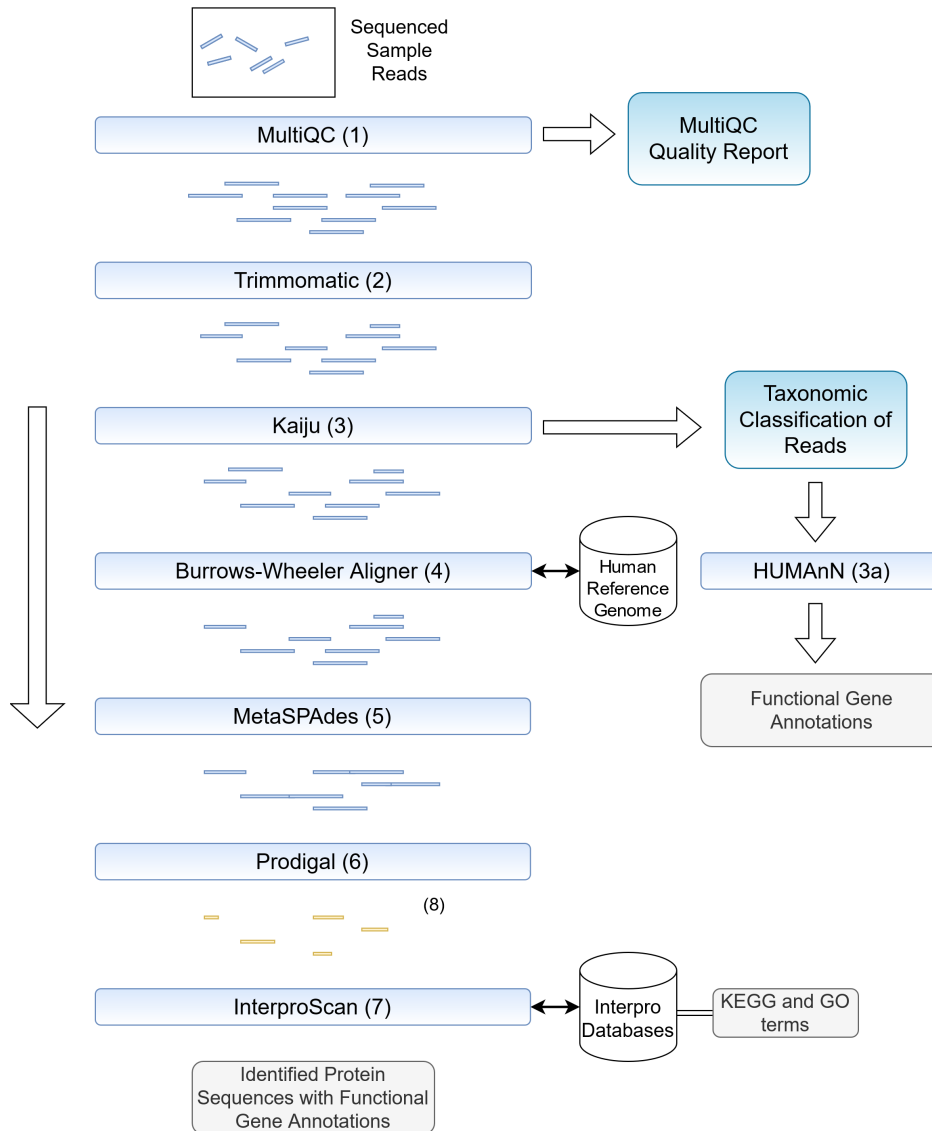 Sequenced
Sample
Reads
MultiQC (1)
MultiQC
Quality Report
Trimmomatic (2)
Kaiju (3)
Taxonomic
Classification of
Reads
Burrows-Wheeler Aligner (4)
Human
Reference
Genome
HUMAnN (3a)
MetaSPAdes (5)
Functional Gene
Annotations
Prodigal (6)
(8)
InterproScan (7)
Interpro
Databases
KEGG and GO
terms
Identified Protein
Sequences with Functional
Gene Annotations